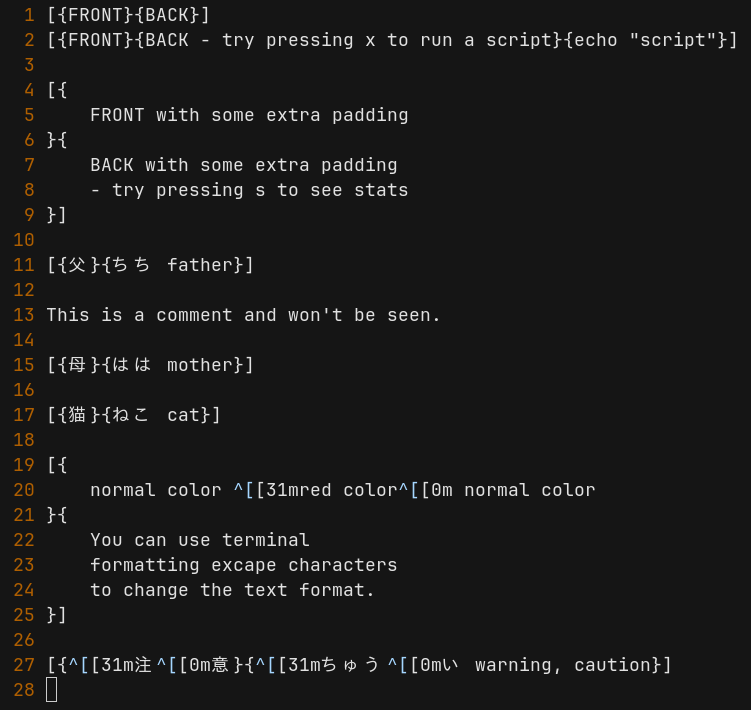 1 [{FRONT}{BACK}]
2 [{FRONT}{BACK - try pressing x to run a script}{echo "script"}]
3
4 [{
5     FRONT with some extra padding
6 }{
7     BACK with some extra padding
8     - try pressing s to see stats
9 }]
10
11 [{父}{ちち father}]
12
13 This is a comment and won't be seen.
14
15 [{母}{はは mother}]
16
17 [{猫}{ねこ cat}]
18
19 [{
20     normal color ^[[31mred color^[[0m normal color
21 }{
22     You can use terminal
23     formatting excape characters
24     to change the text format.
25 }]
26
27 [{^[[31m注^[[0m意}{^[[31mちゅう^[[0mい warning, caution}]
28